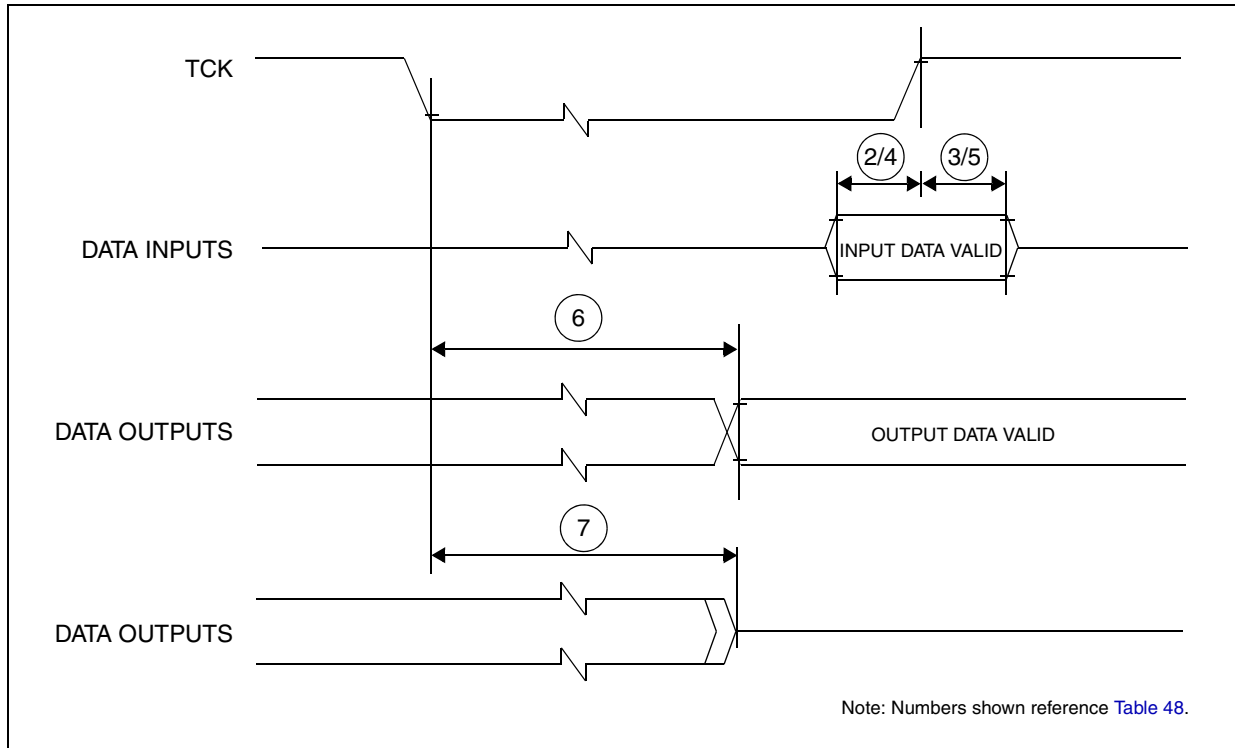 TCK
2/4
3/5
DATA INPUTS
INPUT DATA VALID
6
DATA OUTPUTS
OUTPUT DATA VALID
7
DATA OUTPUTS
Note: Numbers shown reference Table 48.